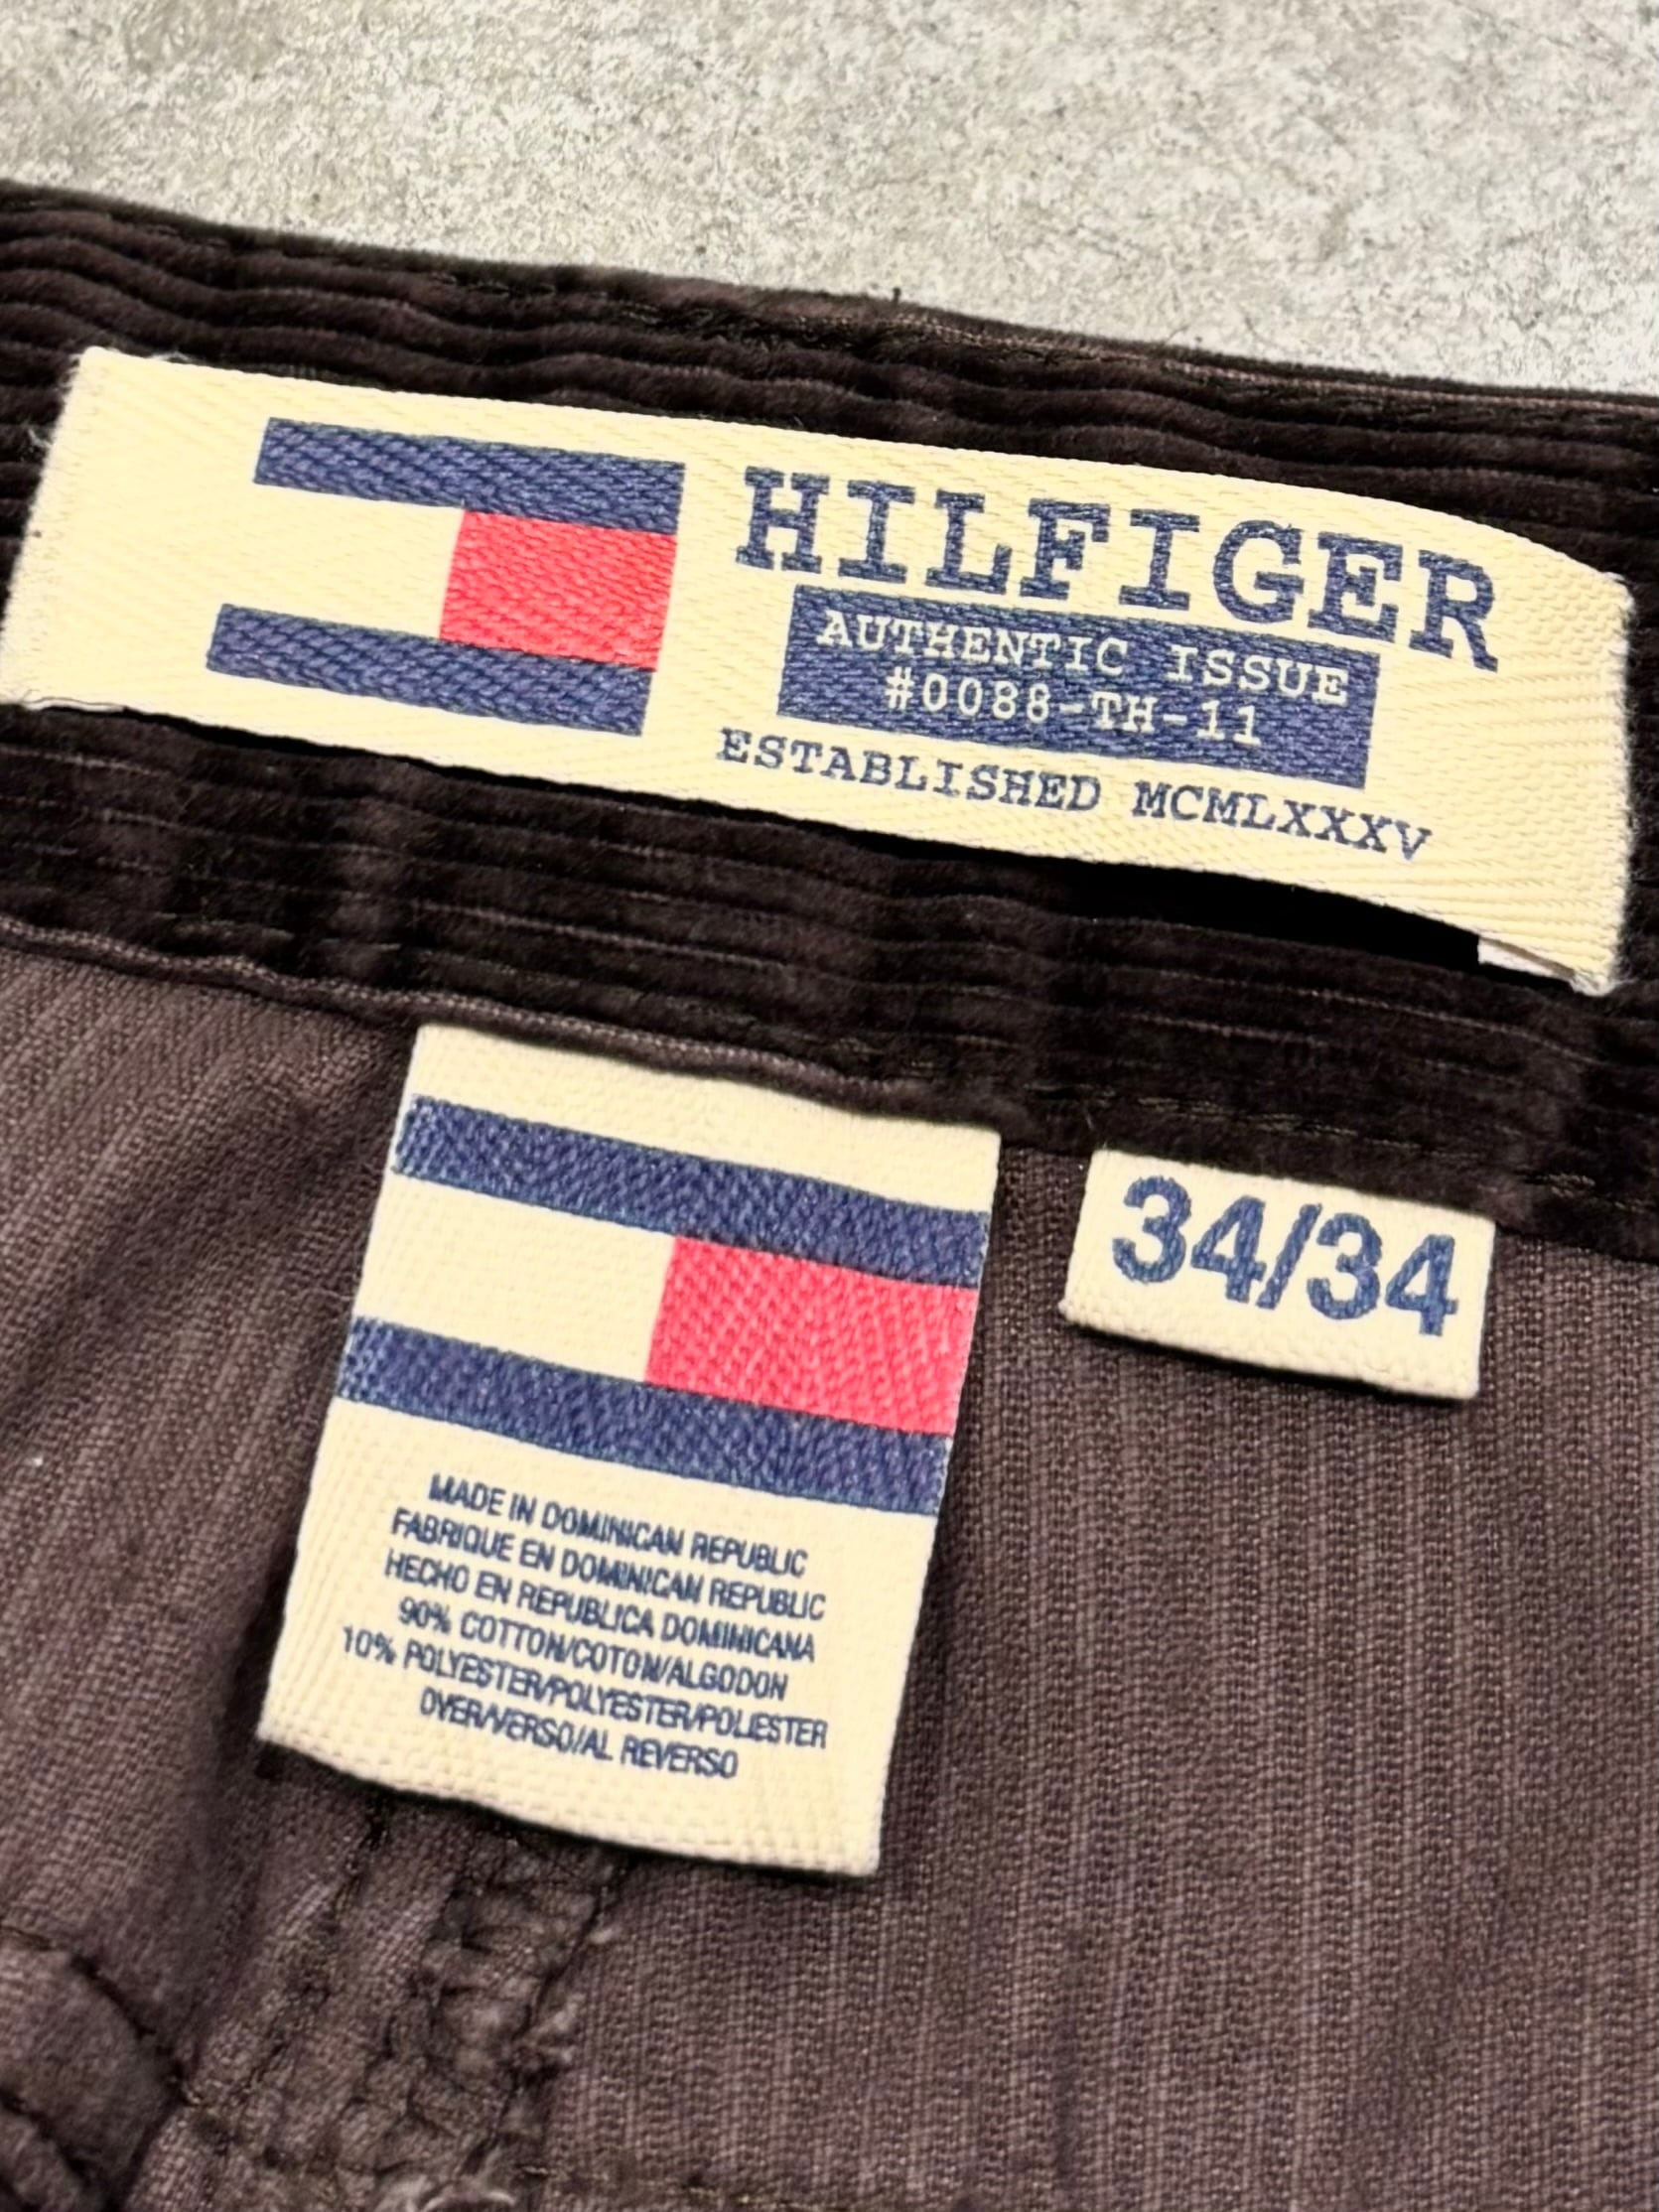 HILFIGER
AUTHENTIC ISSUE
#0088-TH-11
ESTABLISHED MCMLXXXV
34/34
MADE IN DOMINICAN REPUBLIC
FABRIQUE EN DOMINICAN REPUBLIC
HECHO EN REPUBLICA DOMINICANA
90% COTTON/COTON/ALGODON
10% POLYESTER/POLYESTER/POLIESTER
OVER/VERSO/AL REVERSO